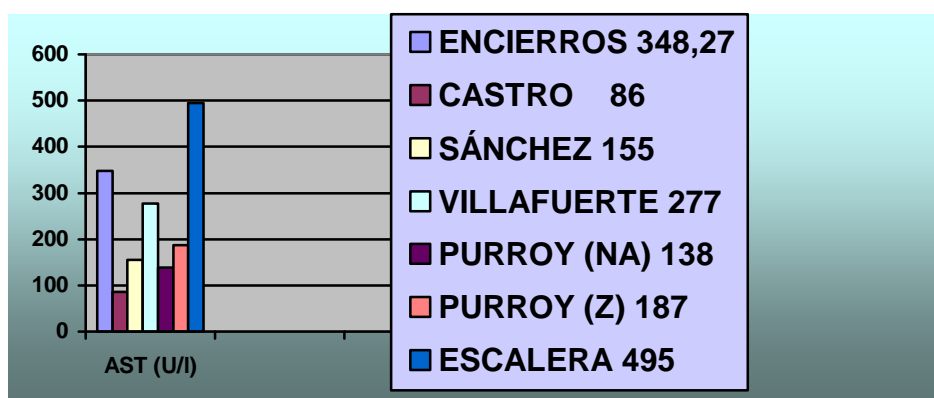 600
500
400
300
200
100
0
AST (U/l)
ENCIERROS 348,27
CASTRO 86
SÁNCHEZ 155
VILLAFUERTE 277
PURROY (NA) 138
PURROY (Z) 187
ESCALERA 495